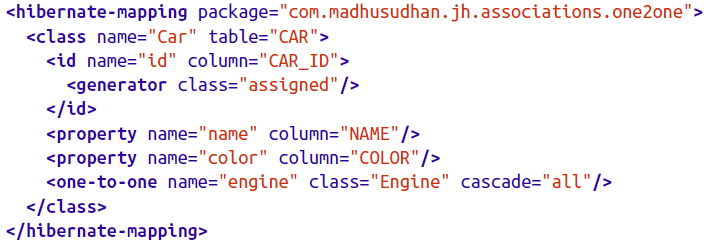 <hibernate-mapping package="com.madhusudhan.jh.associations.one2one">
<class name="Car" table="CAR">
<id name="id" column="CAR_ID">
<generator class="assigned"/>
</id>
<property name="name" column="NAME"/>
<property name="color" column="COLOR"/>
<one-to-one name="engine" class="Engine" cascade="all"/>
</class>
</hibernate-mapping>